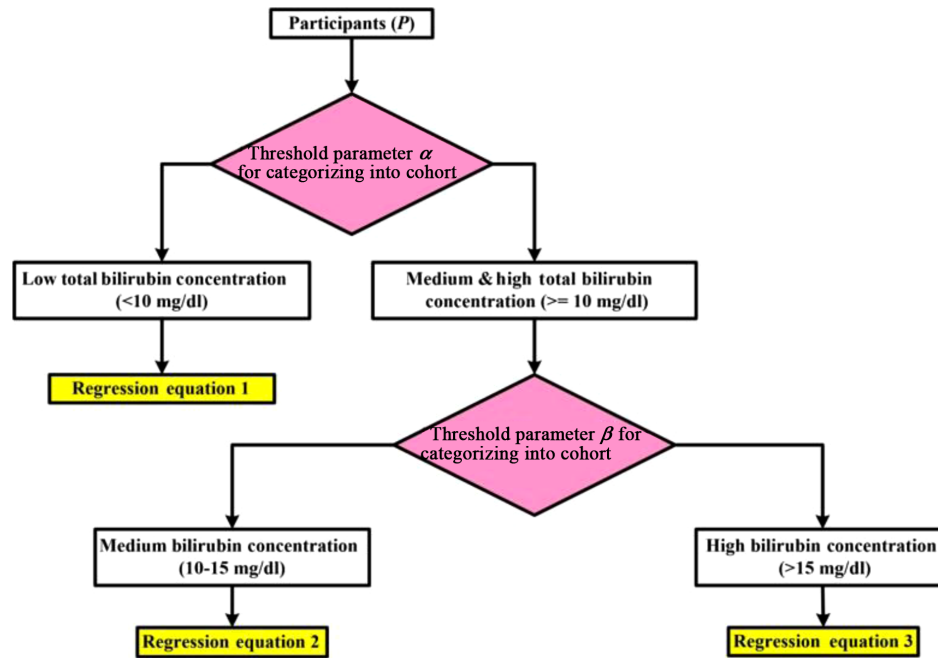 Participants (P)
Threshold parameter α
for categorizing into cohort
Low total bilirubin concentration
(<10 mg/dl)
Medium & high total bilirubin
concentration (>= 10 mg/dl)
Regression equation 1
Threshold parameter β for
categorizing into cohort
Medium bilirubin concentration
(10-15 mg/dl)
High bilirubin concentration
(>15 mg/dl)
Regression equation 2
Regression equation 3